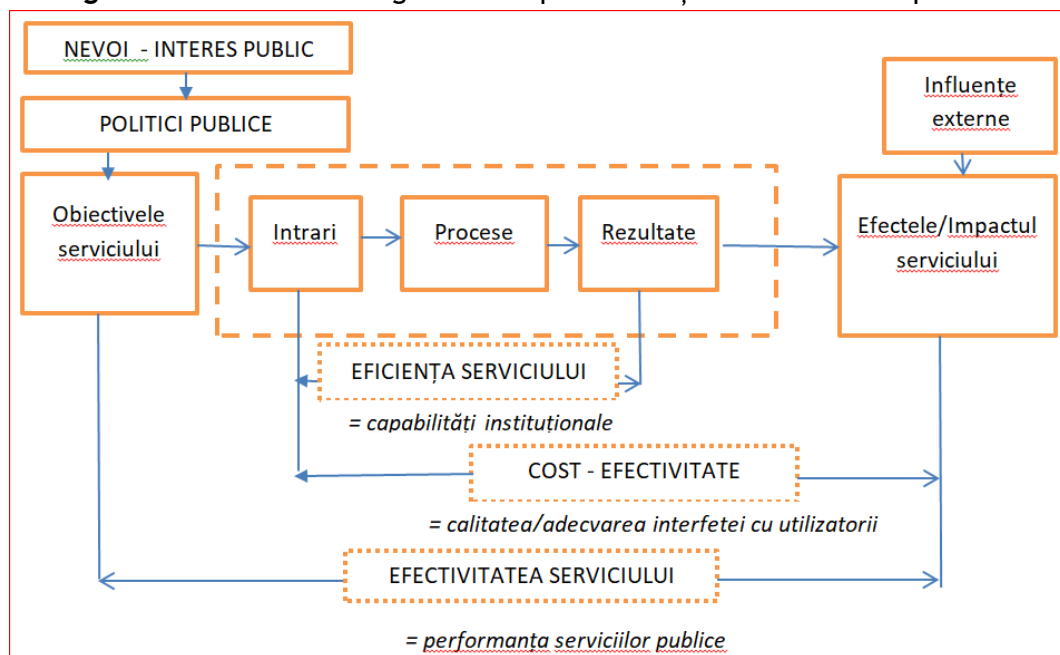 NEVOI - INTERES PUBLIC
POLITICI PUBLICE
Influențe
externe
Obiectivele
serviciului
Intrari
Procese
Rezultate
Efectele/Impactul
serviciului
EFICIENȚA SERVICIULUI
= capabilități instituționale
COST - EFECTIVITATE
= calitatea/adecvarea interfetei cu utilizatorii
EFECTIVITATEA SERVICIULUI
= performanța serviciilor publice